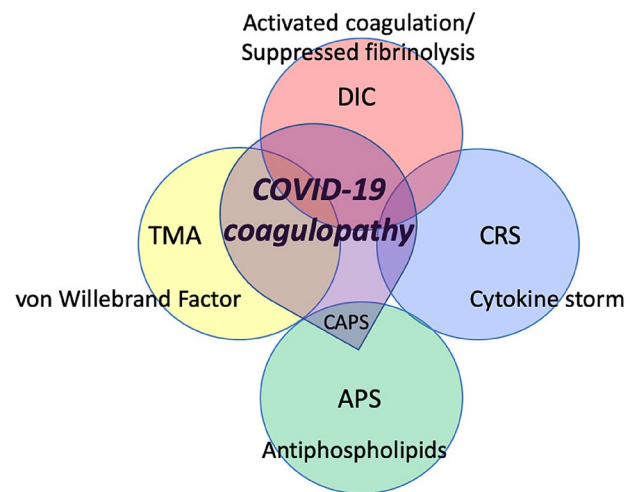 Activated coagulation/
Suppressed fibrinolysis
DIC
COVID-19
coagulopathy
TMA
CRS
von Willebrand Factor
Cytokine storm
CAPS
APS
Antiphospholipids